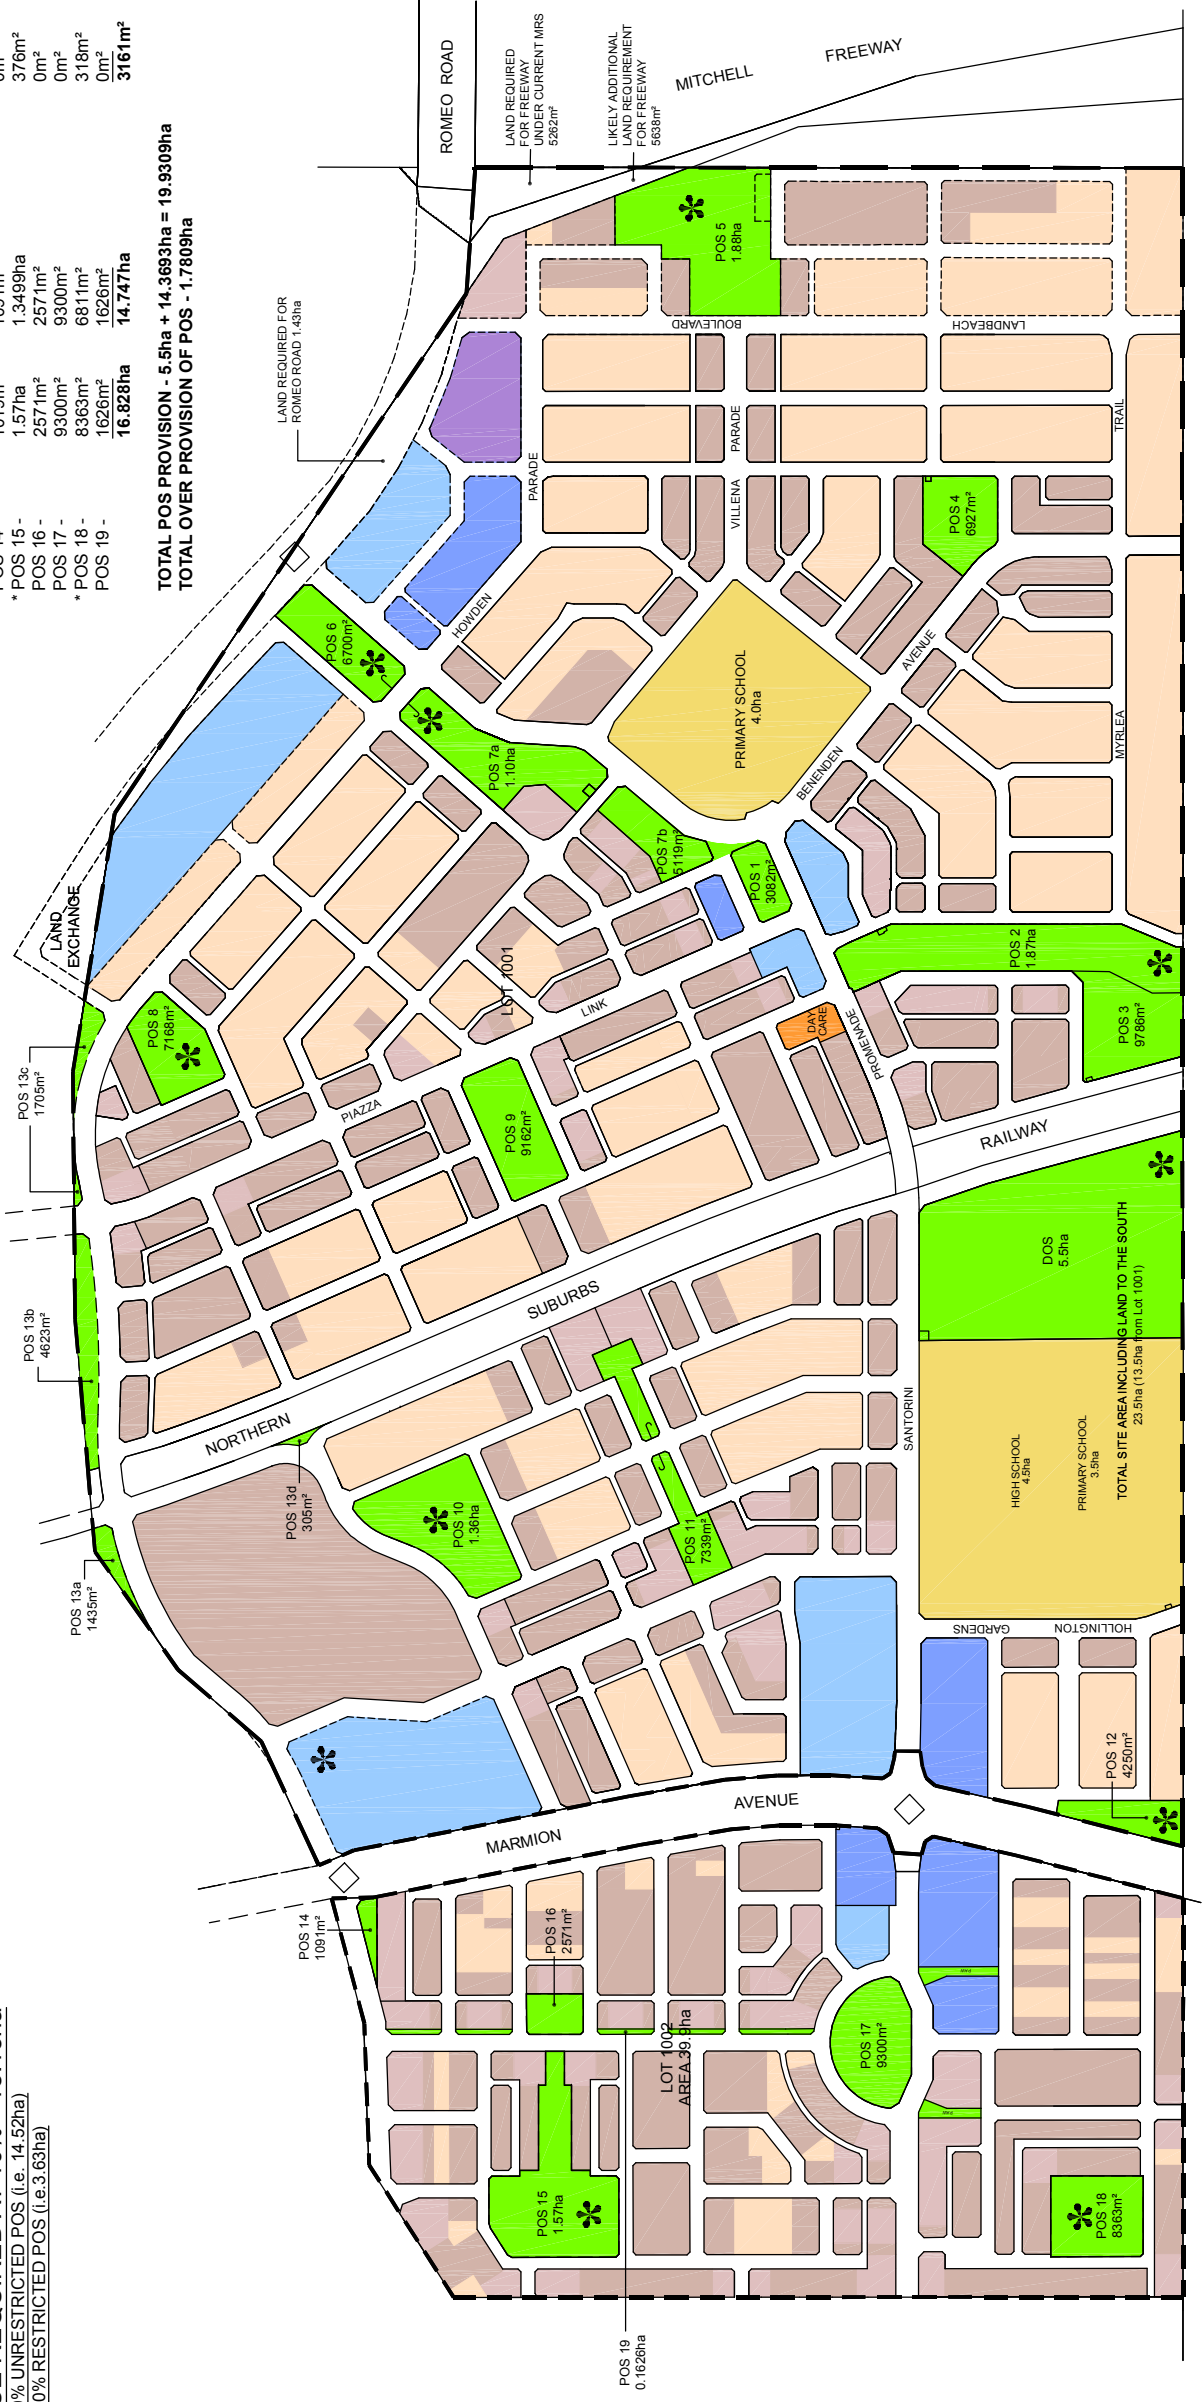 0% UNRESTRICTED POS (i.e. 14.52ha)
0% RESTRICTED POS (i.e.3.63ha)
* POS 15 - 1.57ha 1.3499ha 376m²
POS 16 - 2571m² 2571m² 0m²
POS 17 - 9300m² 9300m² 0m²
* POS 18 - 8363m² 6811m² 318m²
POS 19 - 1626m² 1626m² 0m²
16.828ha 14.747ha 3161m²
TOTAL POS PROVISION - 5.5ha + 14.3693ha = 19.9309ha
TOTAL OVER PROVISION OF POS - 1.7809ha
ROMEO ROAD
LAND REQUIRED
FOR FREEWAY
UNDER CURRENT MRS
5262m²
LIKELY ADDITIONAL
LAND REQUIREMENT
FOR FREEWAY
5638m²
MITCHELL
FREEWAY
LAND REQUIRED FOR
ROMEO ROAD 1.43ha
POS 5
1.88ha
BOULEVARD
LANDBEACH
PARADE
PARADE
VILLENA
TRAIL
POS 4
6927m²
HOWDEN
POS 6
6700m²
AVENUE
PRIMARY SCHOOL
4.0ha
MYRLEA
BENENDEN
POS 7a
1.10ha
POS 7b
5119m²
POS 1
3082m²
LAND
EXCHANGE
POS 2
1.87ha
POS 3
9786m²
LOT 1001
LINK
DAY
CARE
PROMENADE
POS 8
7168m²
POS 13c
1705m²
PIAZZA
POS 9
9162m²
RAILWAY
SUBURBS
NORTHERN
POS 13b
4623m²
DOS
5.5ha
TOTAL SITE AREA INCLUDING LAND TO THE SOUTH
23.5ha (13.5ha from Lot 1001)
HIGH SCHOOL
4.5ha
PRIMARY SCHOOL
3.5ha
SANTORINI
POS 13d
305m²
POS 10
1.36ha
POS 11
7339m²
POS 13a
1435m²
GARDENS
HOLLINGTON
POS 12
4250m²
AVENUE
MARMION
POS 14
1091m²
POS 16
2571m²
LOT 1002
AREA 39.9ha
POS 17
9300m²
POS 15
1.57ha
POS 18
8363m²
POS 19
0.1626ha